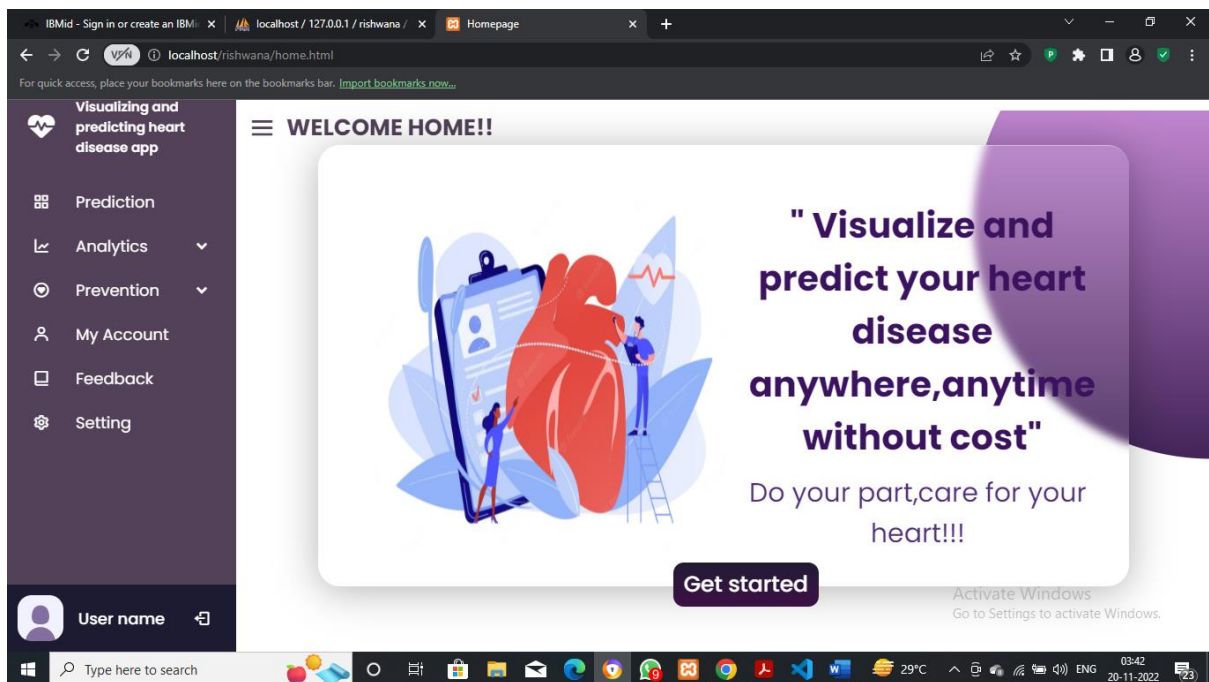 IBMid - Sign in or create an IBMi
localhost / 127.0.0.1 / rishwana /
Homepage
VPN
localhost/rishwana/home.html
For quick access, place your bookmarks here on the bookmarks bar. Import bookmarks now...
Visualizing and
predicting heart
disease app
WELCOME HOME!!
Prediction
Analytics
Prevention
My Account
Feedback
Setting
" Visualize and
predict your heart
disease
anywhere,anytime
without cost"
Do your part,care for your
heart!!!
Get started
Activate Windows
Go to Settings to activate Windows.
User name
Type here to search
29°C
ENG
03:42
20-11-2022